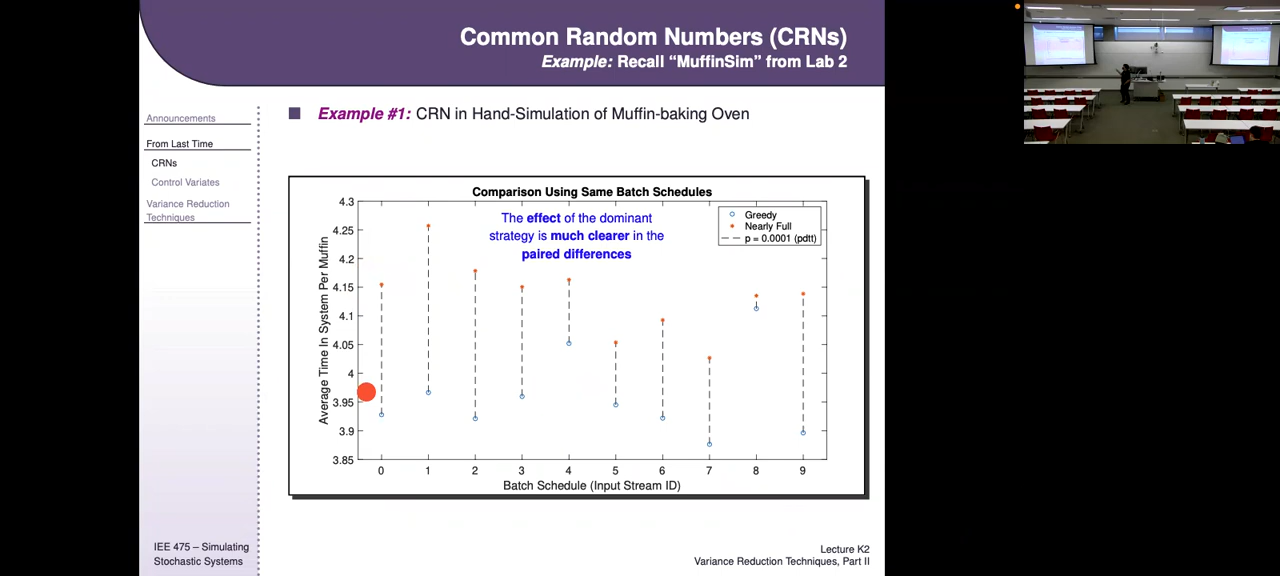 Common Random Numbers (CRNs)
Example: Recall “MuffinSim” from Lab 2
Announcements
From Last Time
CRNs
Control Variates
Variance Reduction
Techniques
Example #1: CRN in Hand-Simulation of Muffin-baking Oven
Comparison Using Same Batch Schedules
The effect of the dominant
strategy is much clearer in the
paired differences
Greedy
Nearly Full
p = 0.0001 (pdtt)
Average Time In System Per Muffin
4.3
4.25
4.2
4.15
4.1
4.05
4
3.95
3.9
3.85
0 1 2 3 4 5 6 7 8 9
Batch Schedule (Input Stream ID)
IEE 475 – Simulating
Stochastic Systems
Lecture K2
Variance Reduction Techniques, Part II